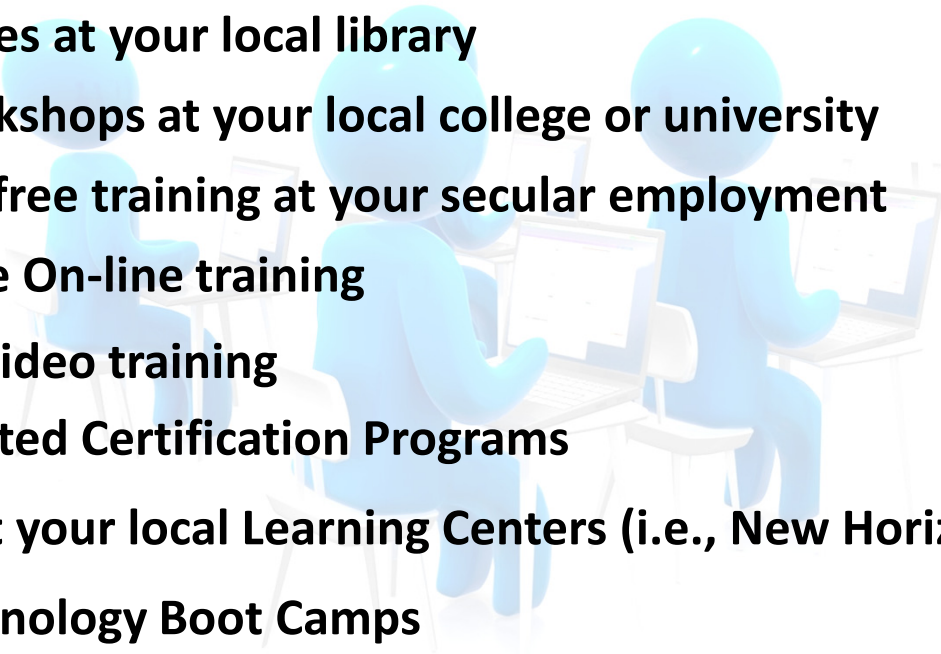 es at your local library
kshops at your local college or university
free training at your secular employment
e On-line training
ideo training
ted Certification Programs
t your local Learning Centers (i.e., New Horiz
nology Boot Camps